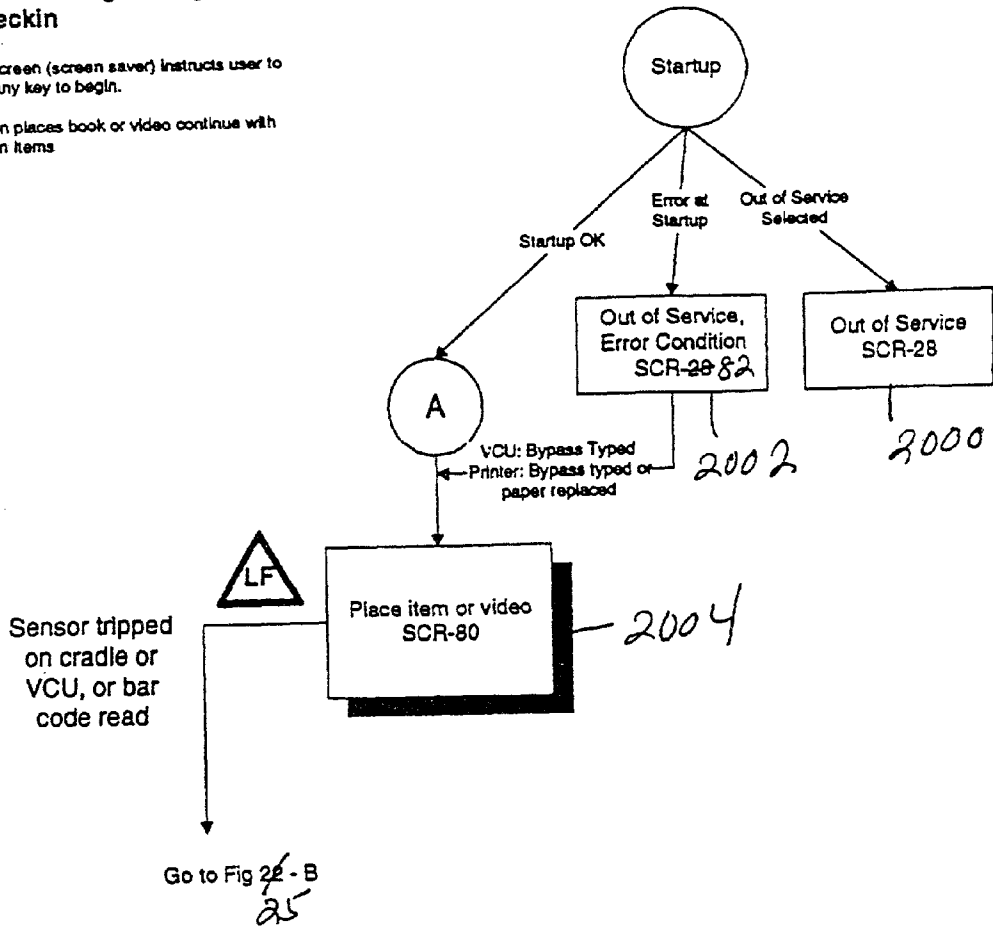 eckin
creen (screen saver) instructs user to
ny key to begin.
n places book or video continue with
n items
Startup
Error at
Startup
Out of Service
Selected
Startup OK
Out of Service,
Error Condition
SCR-28 82
Out of Service
SCR-28
A
2002
2000
VCU: Bypass Typed
Printer: Bypass typed or
paper replaced
LF
Place item or video
SCR-80
2004
Sensor tripped
on cradle or
VCU, or bar
code read
Go to Fig 22 - B
25